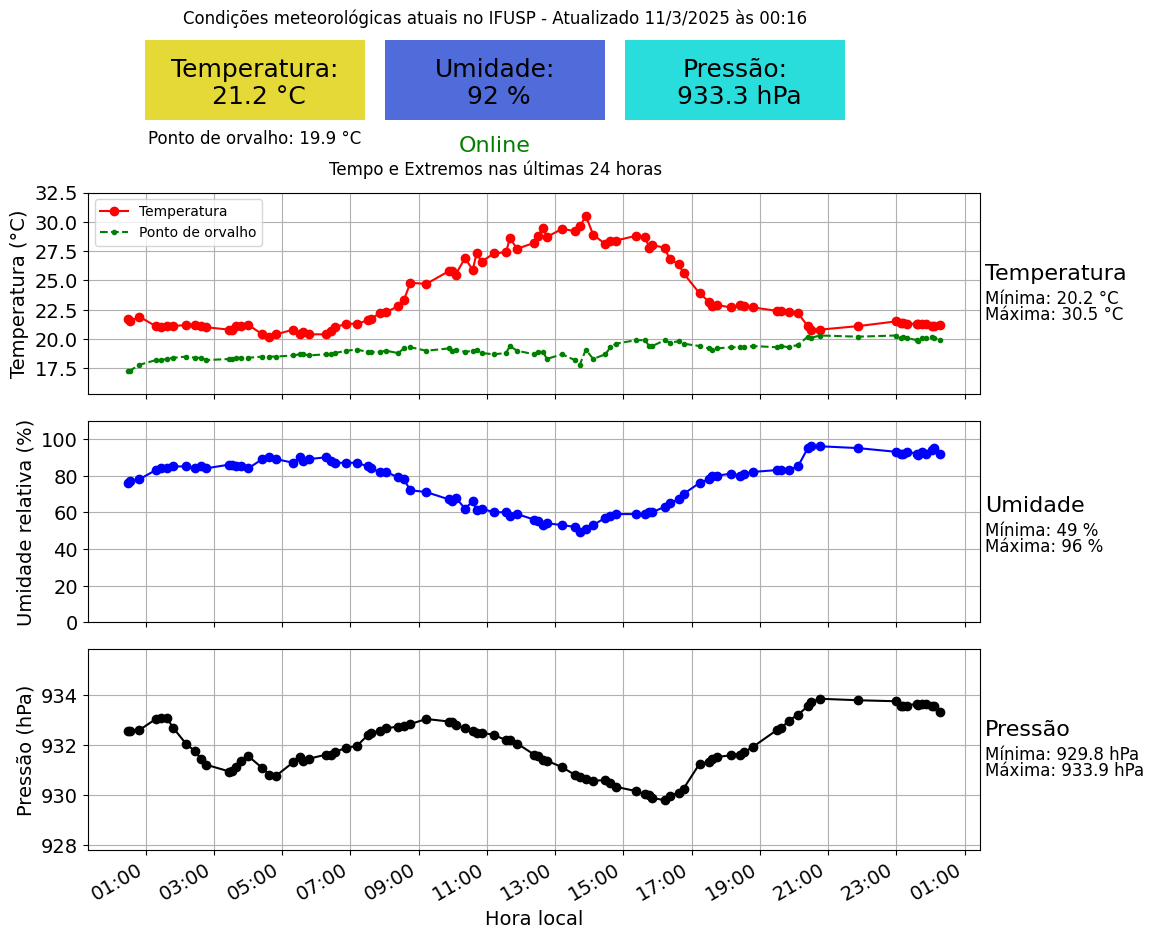 Condições meteorológicas atuais no IFUSP - Atualizado 11/3/2025 às 00:16
Temperatura:
21.2 °C
Umidade:
92 %
Pressão:
933.3 hPa
Ponto de orvalho: 19.9 °C
Online
Tempo e Extremos nas últimas 24 horas
Temperatura (°C)
32.5
30.0
27.5
25.0
22.5
20.0
17.5
Temperatura
Ponto de orvalho
Temperatura
Mínima: 20.2 °C
Máxima: 30.5 °C
Umidade relativa (%)
100
80
60
40
20
0
Umidade
Mínima: 49 %
Máxima: 96 %
Pressão (hPa)
934
932
930
928
Pressão
Mínima: 929.8 hPa
Máxima: 933.9 hPa
01:00 03:00 05:00 07:00 09:00 11:00 13:00 15:00 17:00 19:00 21:00 23:00 01:00
Hora local